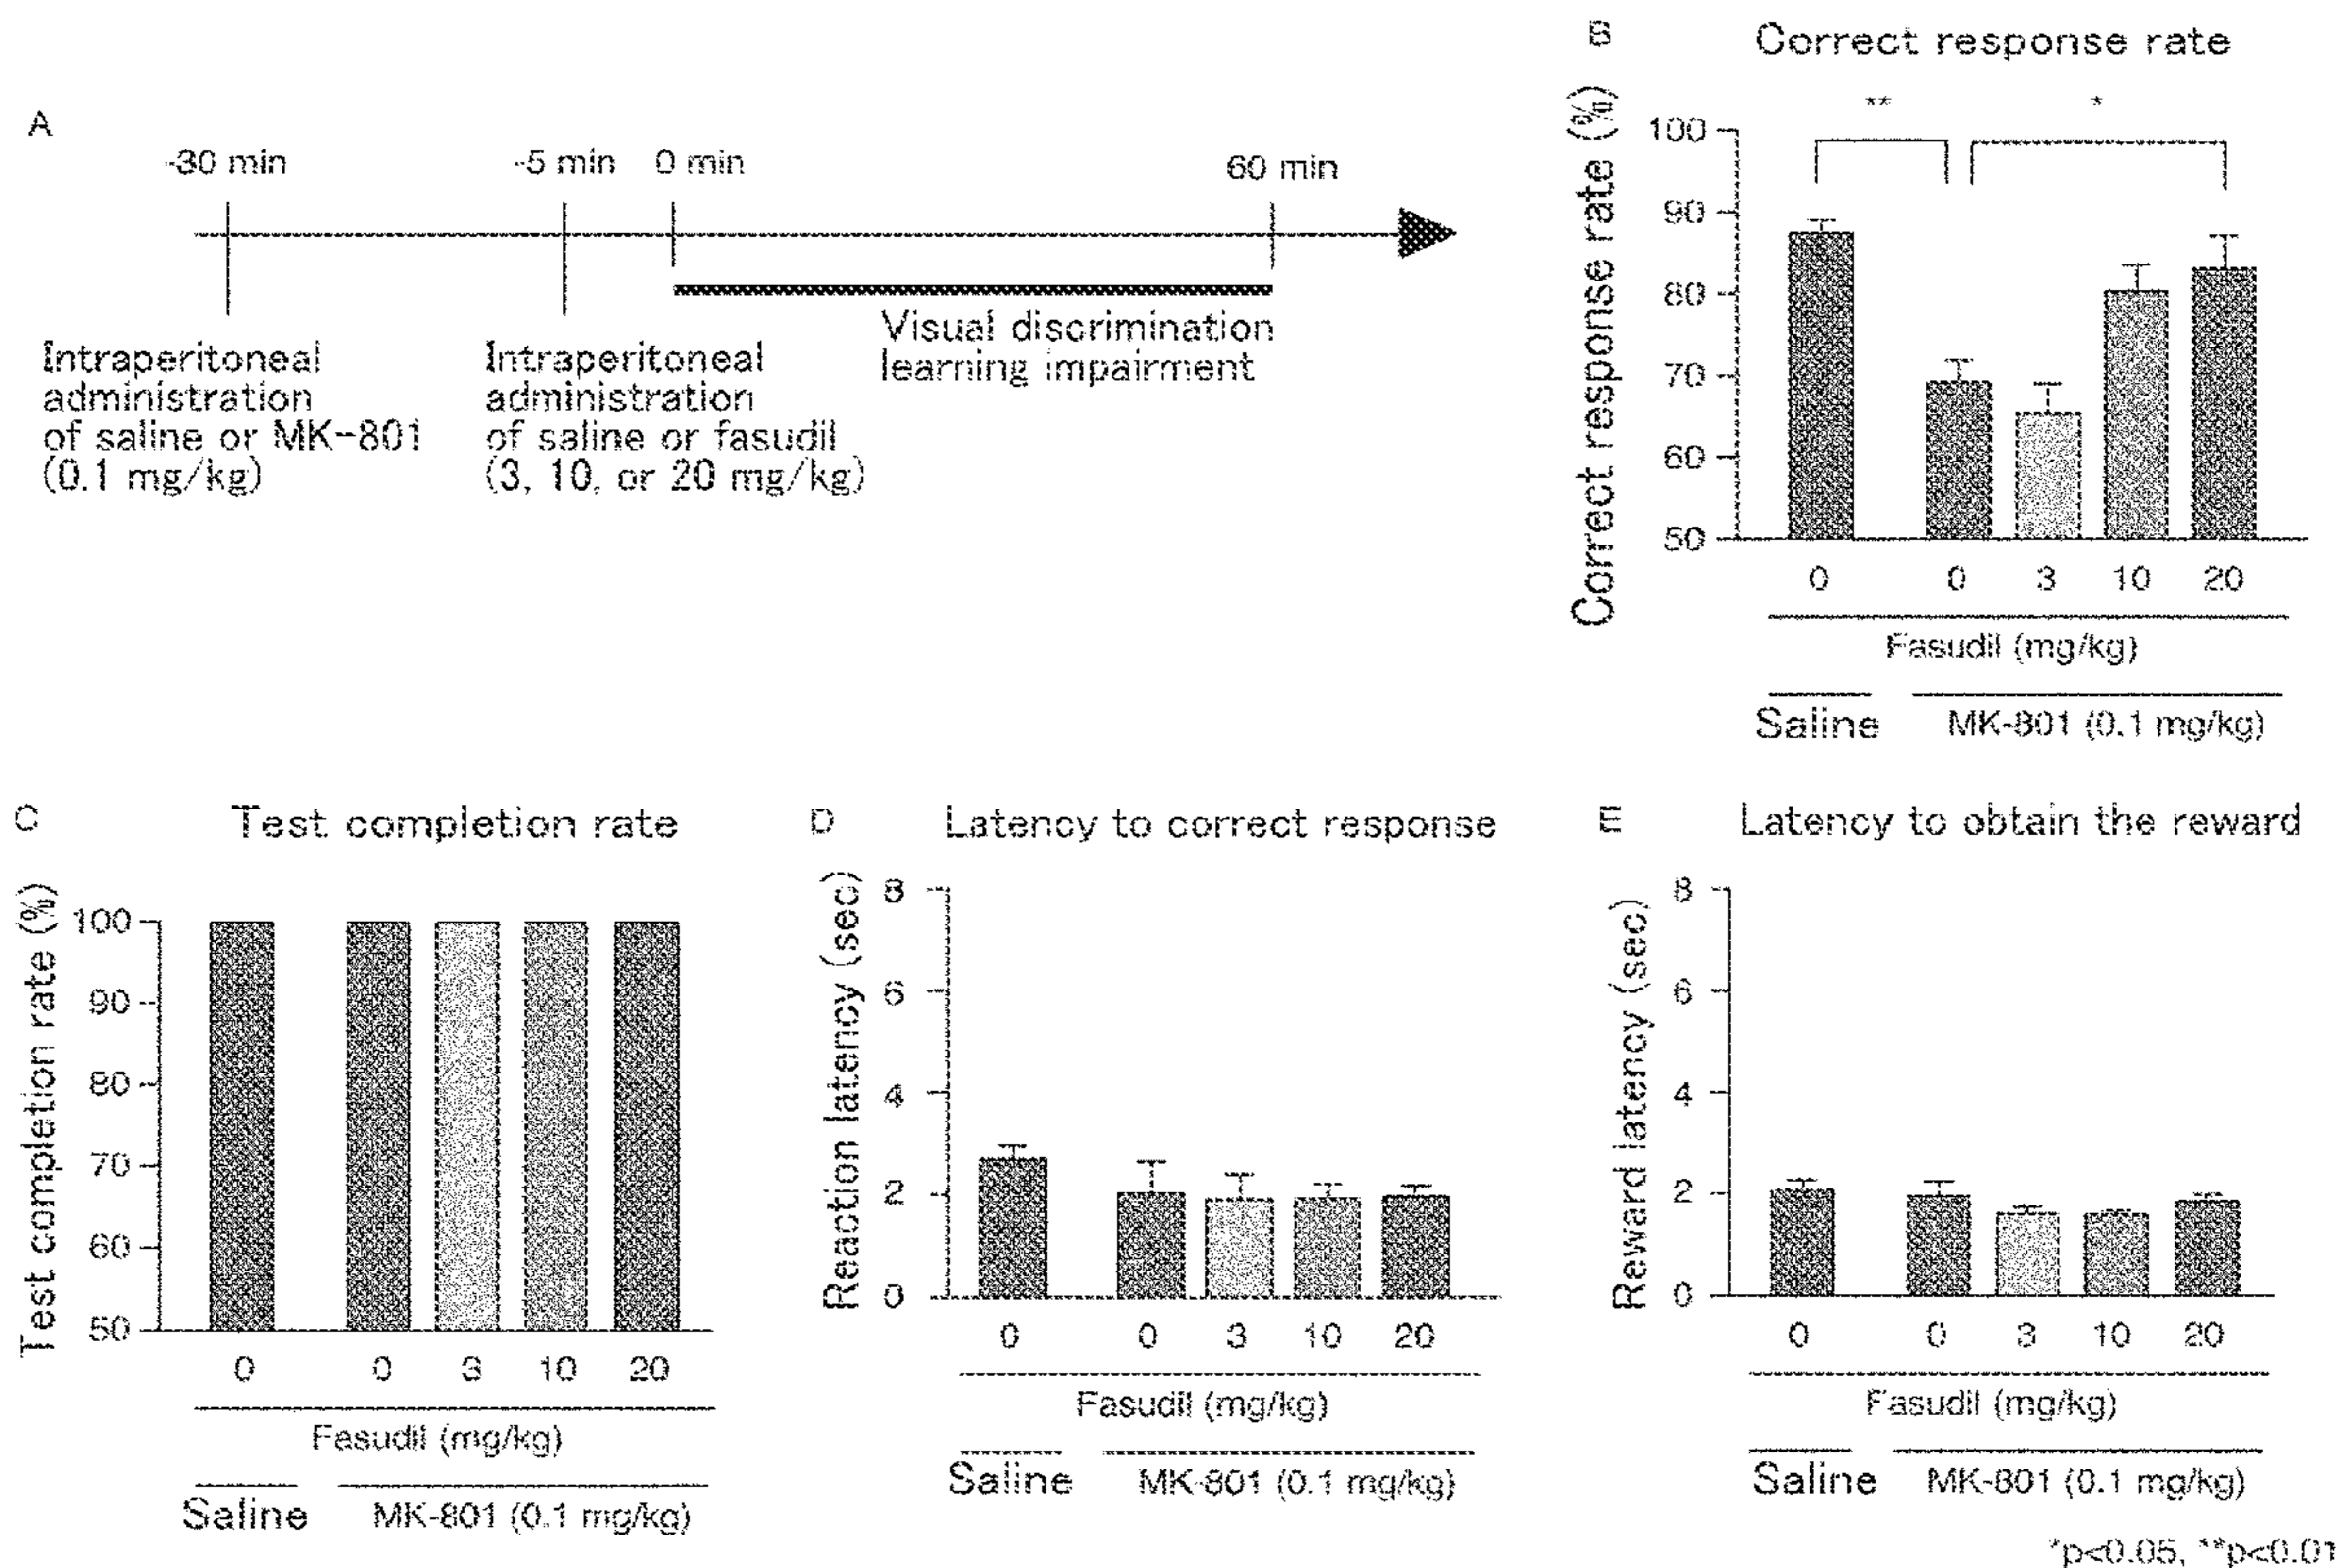 A
-30 min
-5 min
0 min
60 min
Intraperitoneal
administration
of saline or MK-801
(0.1 mg/kg)
Intraperitoneal
administration
of saline or fasudil
(3, 10, or 20 mg/kg)
Visual discrimination
learning impairment
B
Correct response rate
Correct response rate (%)
** *
100
90
80
70
60
50
0 0 3 10 20
Fasudil (mg/kg)
Saline MK-801 (0.1 mg/kg)
C
Test completion rate
Test completion rate (%)
100
90
80
70
60
50
0 0 3 10 20
Fasudil (mg/kg)
Saline MK-801 (0.1 mg/kg)
D
Latency to correct response
Reaction latency (sec)
8
6
4
2
0
0 0 3 10 20
Fasudil (mg/kg)
Saline MK-801 (0.1 mg/kg)
E
Latency to obtain the reward
Reward latency (sec)
8
6
4
2
0
0 0 3 10 20
Fasudil (mg/kg)
Saline MK-801 (0.1 mg/kg)
*p<0.05, **p<0.01